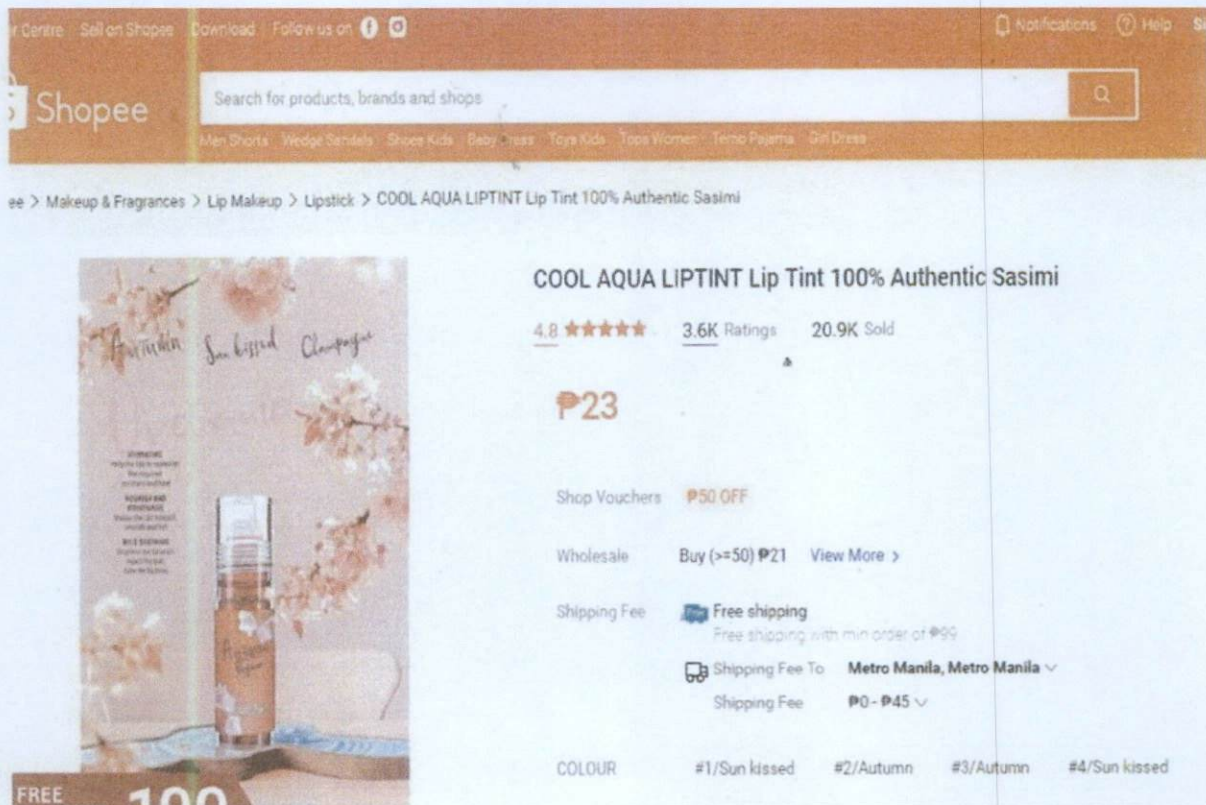 r Centre Sell on Shopee Download Follow us on
Notifications Help
Shopee
Search for products, brands and shops
Men Shorts Wedge Sandals Shoes Kids Baby Dress Toys Kids Tops Women Terno Pajama Girl Dress
ee > Makeup & Fragrances > Lip Makeup > Lipstick > COOL AQUA LIPTINT Lip Tint 100% Authentic Sasimi
Autumn Sun kissed Champagne
COOL AQUA LIPTINT Lip Tint 100% Authentic Sasimi
4.8 3.6K Ratings 20.9K Sold
₱23
Shop Vouchers ₱50 OFF
Wholesale Buy (>=50) ₱21 View More >
Shipping Fee Free shipping
Free shipping with min order of ₱99
Shipping Fee To Metro Manila, Metro Manila
Shipping Fee ₱0 - ₱45
COLOUR #1/Sun kissed #2/Autumn #3/Autumn #4/Sun kissed
FREE